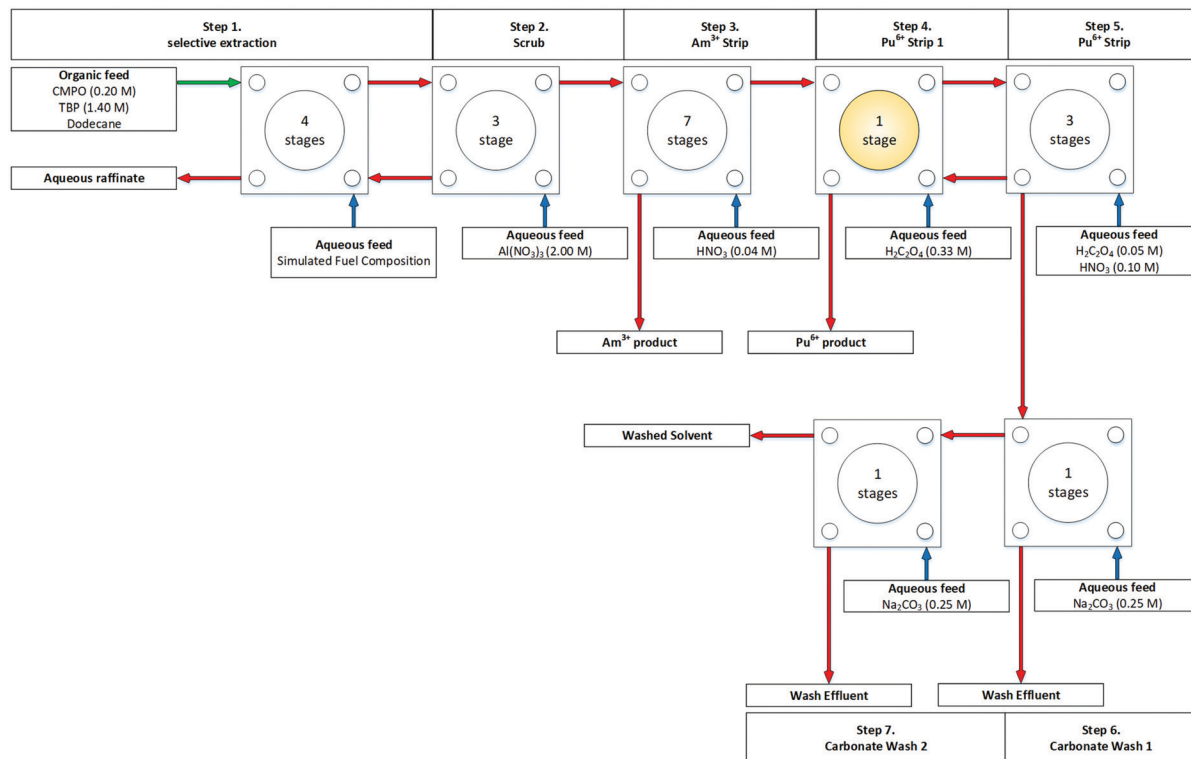 Step 1.
selective extraction
Step 2.
Scrub
Step 3.
Am³⁺ Strip
Step 4.
Pu⁶⁺ Strip 1
Step 5.
Pu⁶⁺ Strip
Organic feed
CMPO (0.20 M)
TBP (1.40 M)
Dodecane
4
stages
3
stage
7
stages
1
stage
3
stages
Aqueous raffinate
Aqueous feed
Simulated Fuel Composition
Aqueous feed
Al(NO₃)₃ (2.00 M)
Aqueous feed
HNO₃ (0.04 M)
Aqueous feed
H₂C₂O₄ (0.33 M)
Aqueous feed
H₂C₂O₄ (0.05 M)
HNO₃ (0.10 M)
Am³⁺ product
Pu⁶⁺ product
Washed Solvent
1
stages
1
stages
Aqueous feed
Na₂CO₃ (0.25 M)
Aqueous feed
Na₂CO₃ (0.25 M)
Wash Effluent
Wash Effluent
Step 7.
Carbonate Wash 2
Step 6.
Carbonate Wash 1